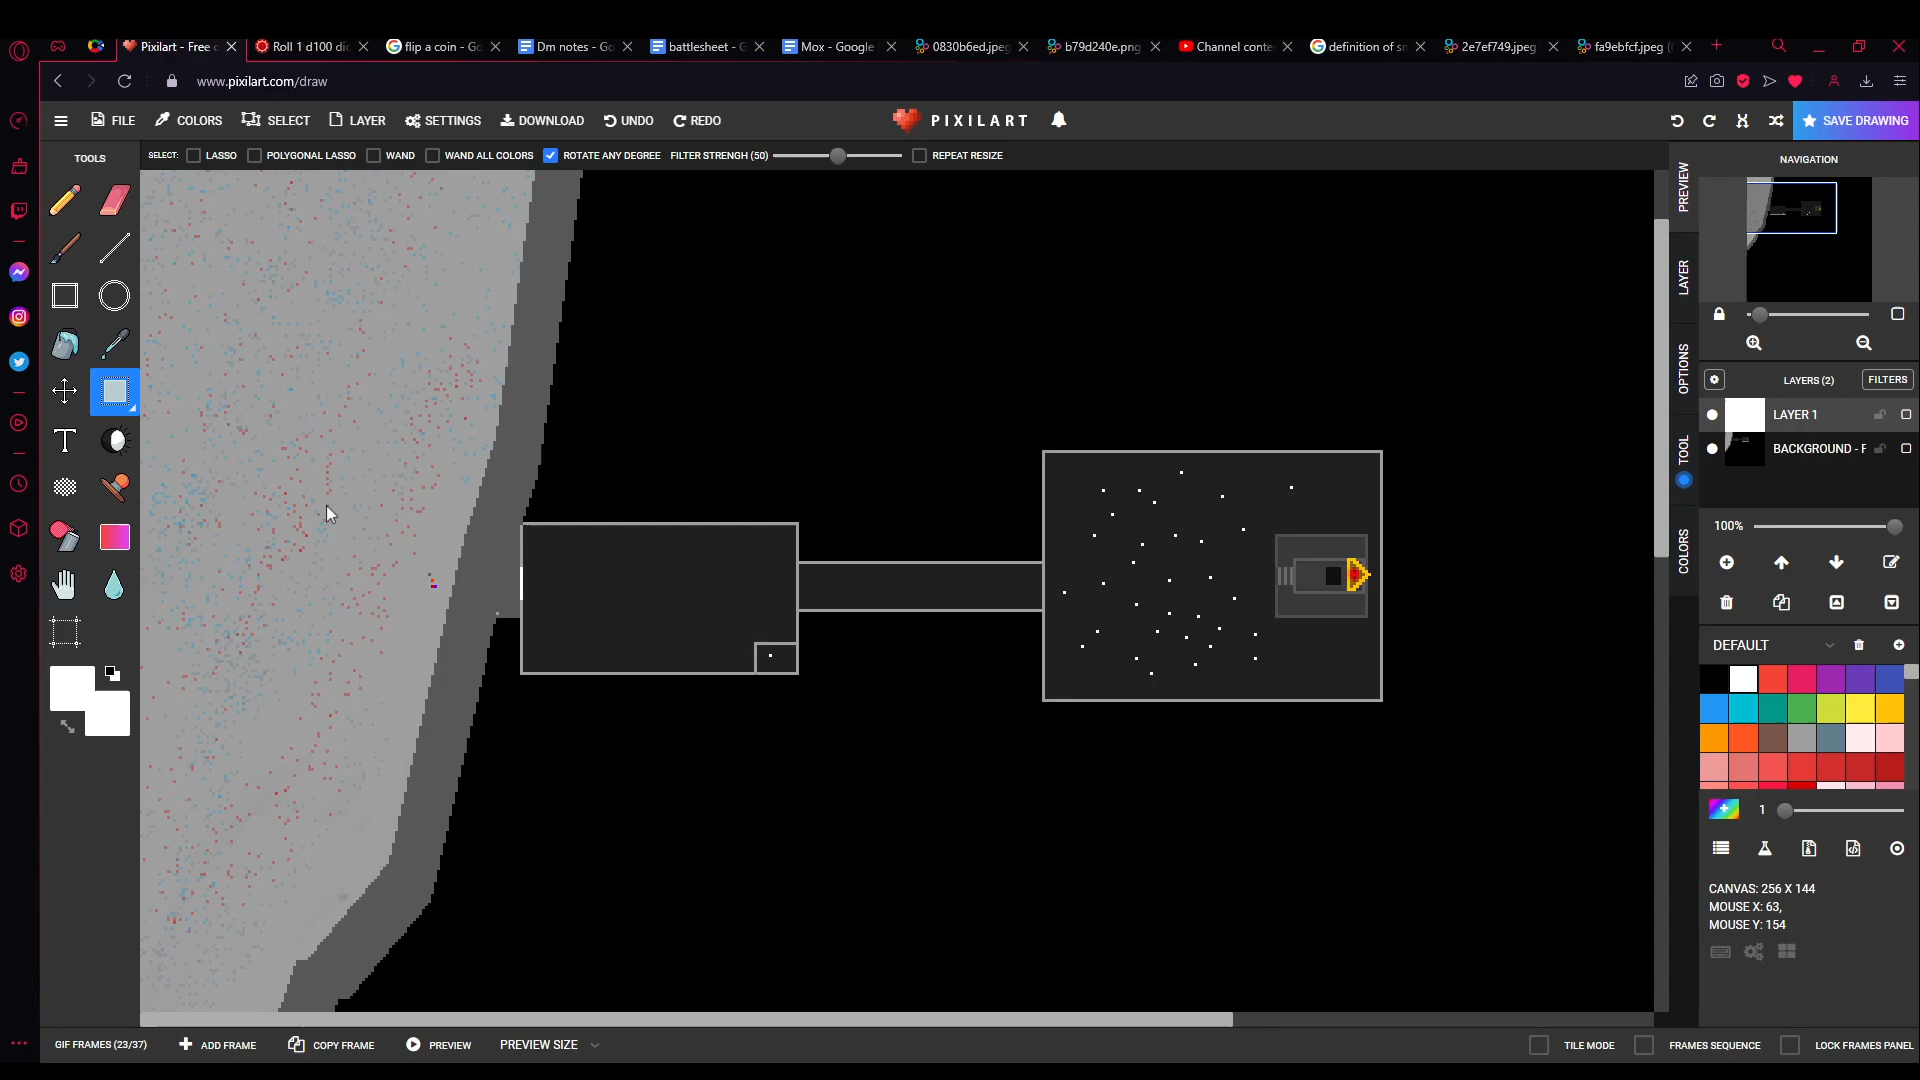 Pixilart - Free c
Roll 1 d100 dic
flip a coin - Go
Dm notes - Go
battlesheet - G
Mox - Google
0830b6ed.jpeg
b79d240e.png
Channel conte
definition of sn
2e7ef749.jpeg
fa9ebfcf.jpeg (
www.pixilart.com/draw
FILE COLORS SELECT LAYER SETTINGS DOWNLOAD UNDO REDO
PIXILART
SAVE DRAWING
TOOLS
SELECT: LASSO POLYGONAL LASSO WAND WAND ALL COLORS ROTATE ANY DEGREE FILTER STRENGH (50) REPEAT RESIZE
NAVIGATION
PREVIEW
LAYER
OPTIONS
TOOL
COLORS
LAYERS (2) FILTERS
LAYER 1
BACKGROUND - F
100%
DEFAULT
1
CANVAS: 256 X 144
MOUSE X: 63,
MOUSE Y: 154
GIF FRAMES (23/37) ADD FRAME COPY FRAME PREVIEW PREVIEW SIZE
TILE MODE FRAMES SEQUENCE LOCK FRAMES PANEL